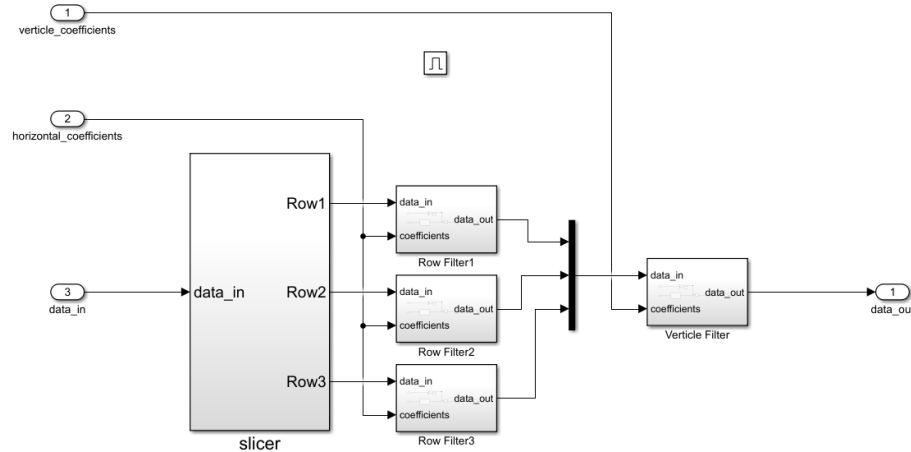 1
verticle_coefficients
2
horizontal_coefficients
3
data_in
data_in
Row1
Row2
Row3
slicer
data_in
data_out
coefficients
Row Filter1
data_in
data_out
coefficients
Row Filter2
data_in
data_out
coefficients
Row Filter3
data_in
data_out
coefficients
Verticle Filter
1
data_ou